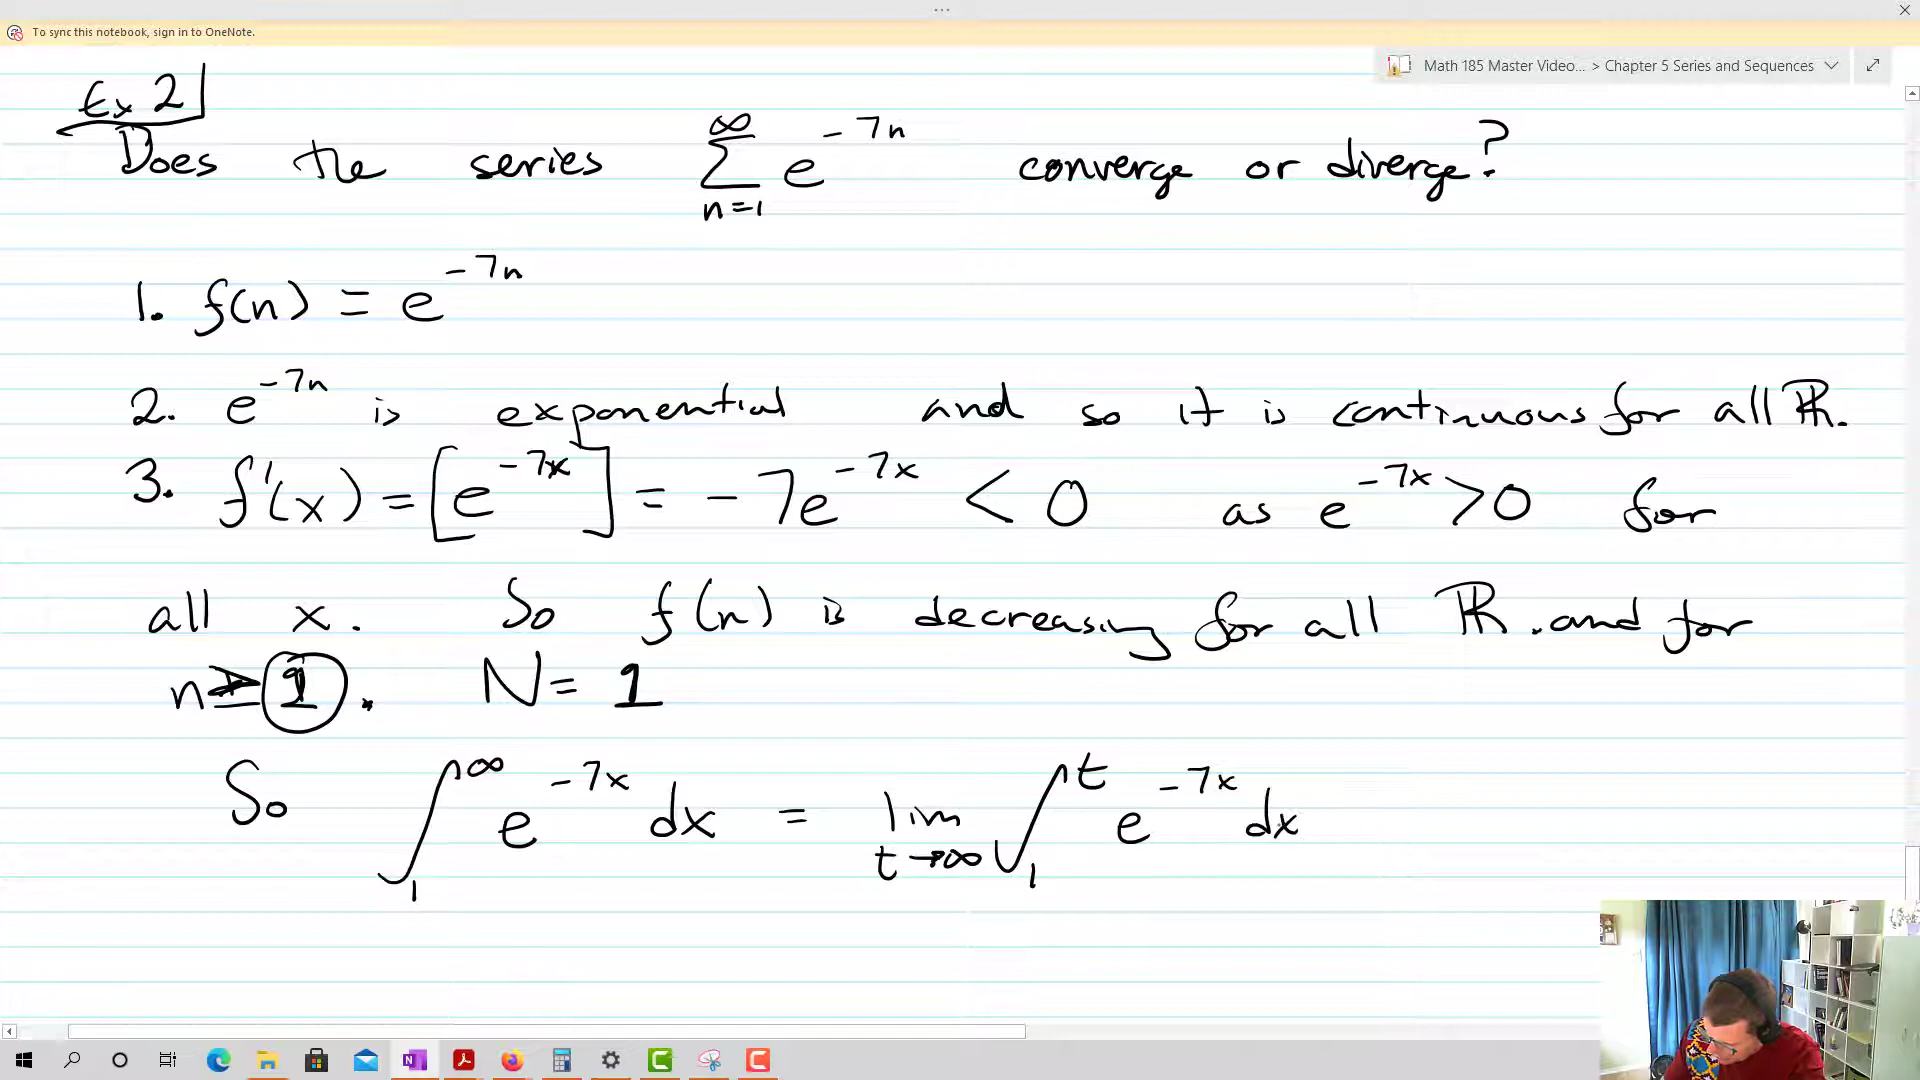 To sync this notebook, sign in to OneNote.
Math 185 Master Video... > Chapter 5 Series and Sequences
Ex 2
Does the series ∑_{n=1}^{∞} e^{-7n} converge or diverge?
1. f(n) = e^{-7n}
2. e^{-7n} is exponential and so it is continuous for all ℝ.
3. f'(x) = [e^{-7x}] = -7e^{-7x} < 0 as e^{-7x} > 0 for
all x. So f(n) is decreasing for all ℝ. and for
n ≥ 1. N = 1
So ∫_1^∞ e^{-7x} dx = lim_{t→∞} ∫_1^t e^{-7x} dx